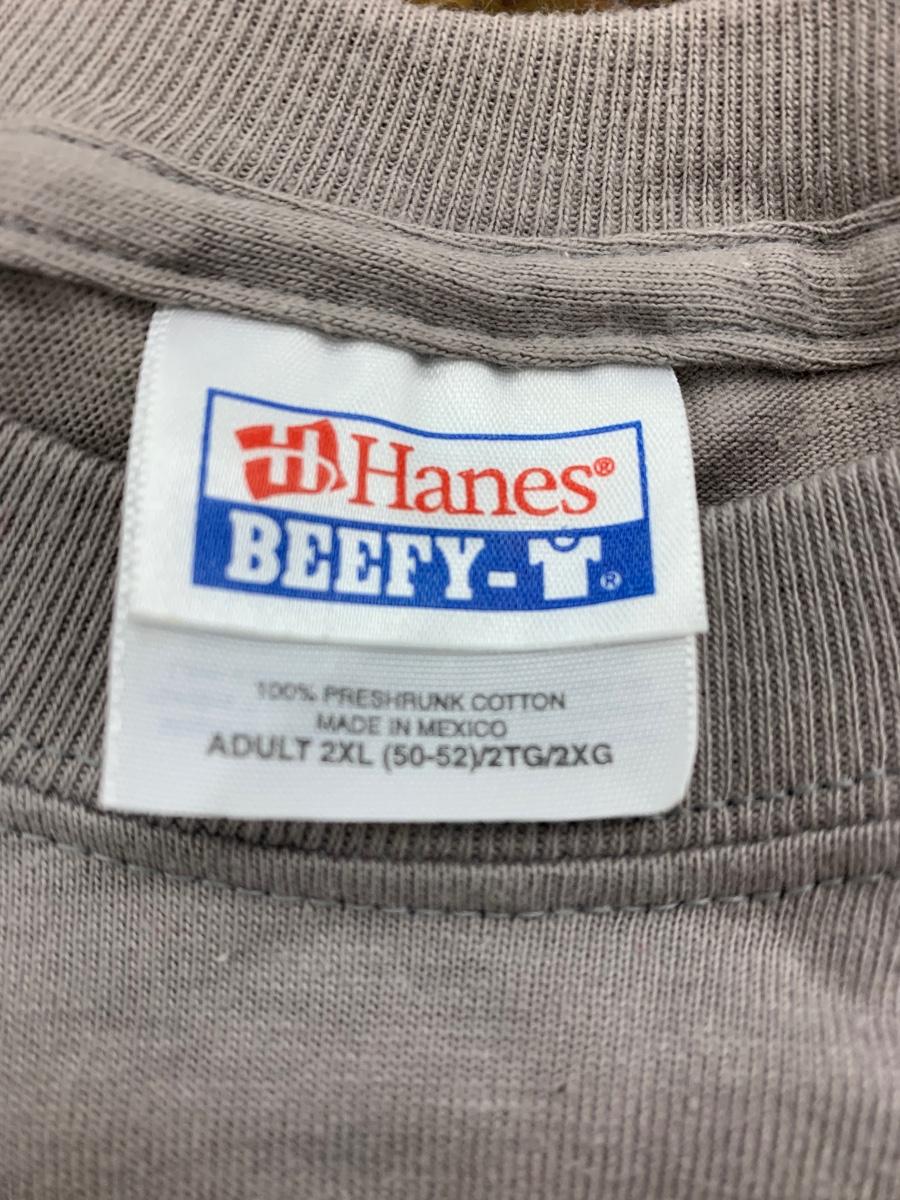 Hanes®
BEEFY-T®
100% PRESHRUNK COTTON
MADE IN MEXICO
ADULT 2XL (50-52)/2TG/2XG